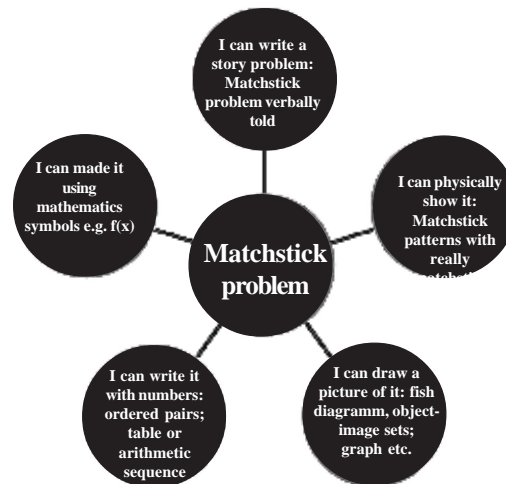 I can write a
story problem:
Matchstick
problem verbally
told
I can made it
using
mathematics
symbols e.g. f(x)
I can physically
show it:
Matchstick
patterns with
really
Matchstick
problem
I can write it
with numbers:
ordered pairs;
table or
arithmetic
sequence
I can draw a
picture of it: fish
diagramm, object-
image sets;
graph etc.